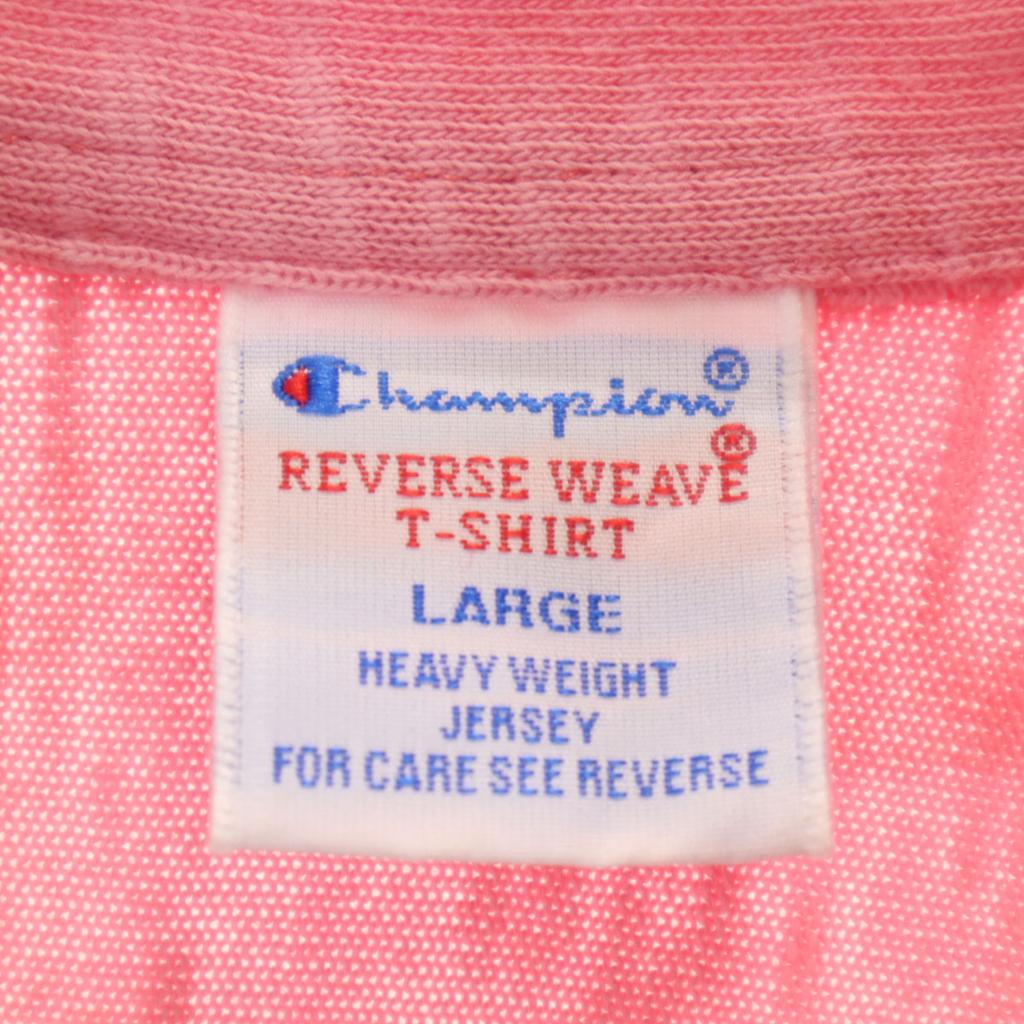 Champion®
®
REVERSE WEAVE
T-SHIRT
LARGE
HEAVY WEIGHT
JERSEY
FOR CARE SEE REVERSE